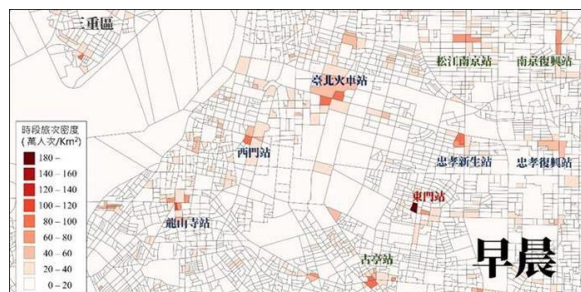 三重區
松江南京站
南京復興站
臺北火車站
時段旅次密度
(萬人次/Km²)
180 –
140 – 160
120 – 140
100 – 120
80 – 100
60 – 80
40 – 60
20 – 40
0 – 20
西門站
忠孝新生站
忠孝復興站
東門站
龍山寺站
古亭站
早晨